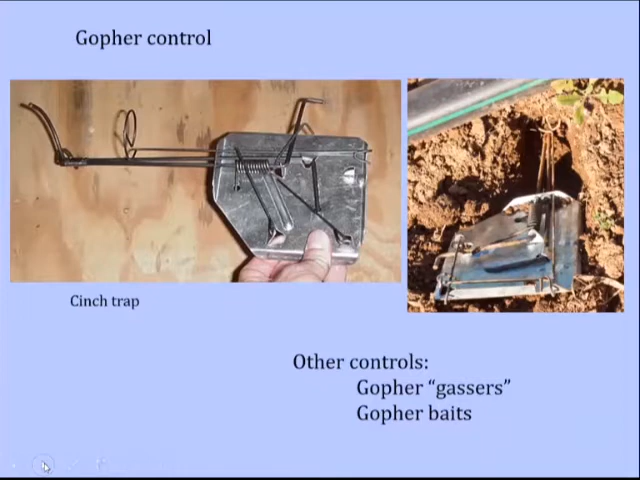 Gopher control
Cinch trap
Other controls:
Gopher “gassers”
Gopher baits